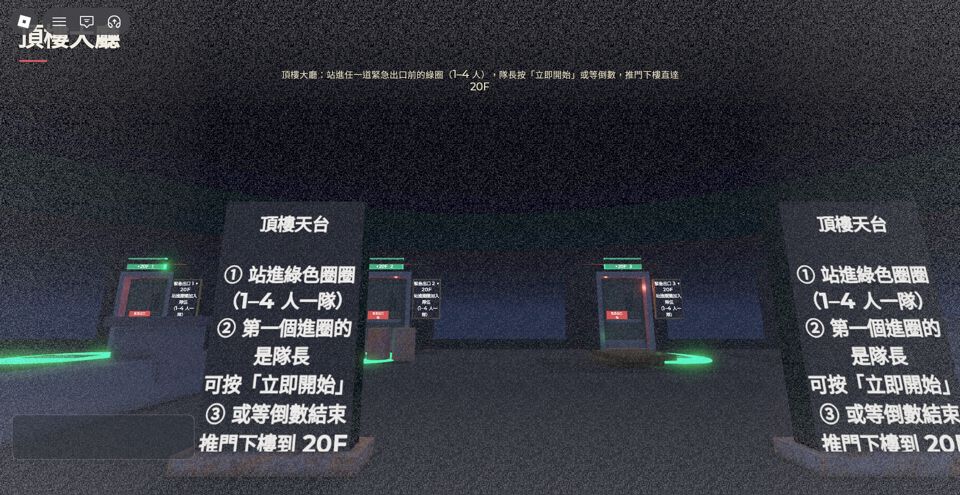 頂樓大廳
頂樓大廳：站進任一道緊急出口前的綠圈（1–4 人），隊長按「立即開始」或等倒數，推門下樓直達
20F
頂樓天台
① 站進綠色圈圈
（1–4 人一隊）
② 第一個進圈的
是隊長
可按「立即開始」
③ 或等倒數結束
推門下樓到 20F
頂樓天台
① 站進綠色圈圈
（1–4 人一隊）
② 第一個進圈的
是隊長
可按「立即開始」
③ 或等倒數結束
推門下樓到 20F